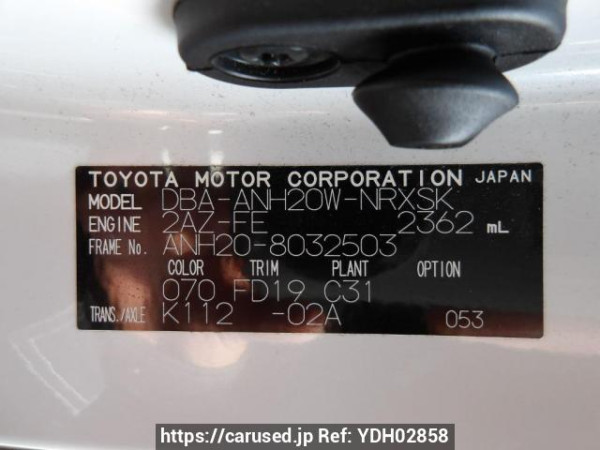 TOYOTA MOTOR CORPORATION JAPAN
MODEL DBA-ANH20W-NRXSK
ENGINE 2AZ-FE 2362 mL
FRAME No. ANH20-8032503
COLOR TRIM PLANT OPTION
070 FD19 C31
TRANS./AXLE K112 -02A 053
https://carused.jp Ref: YDH02858